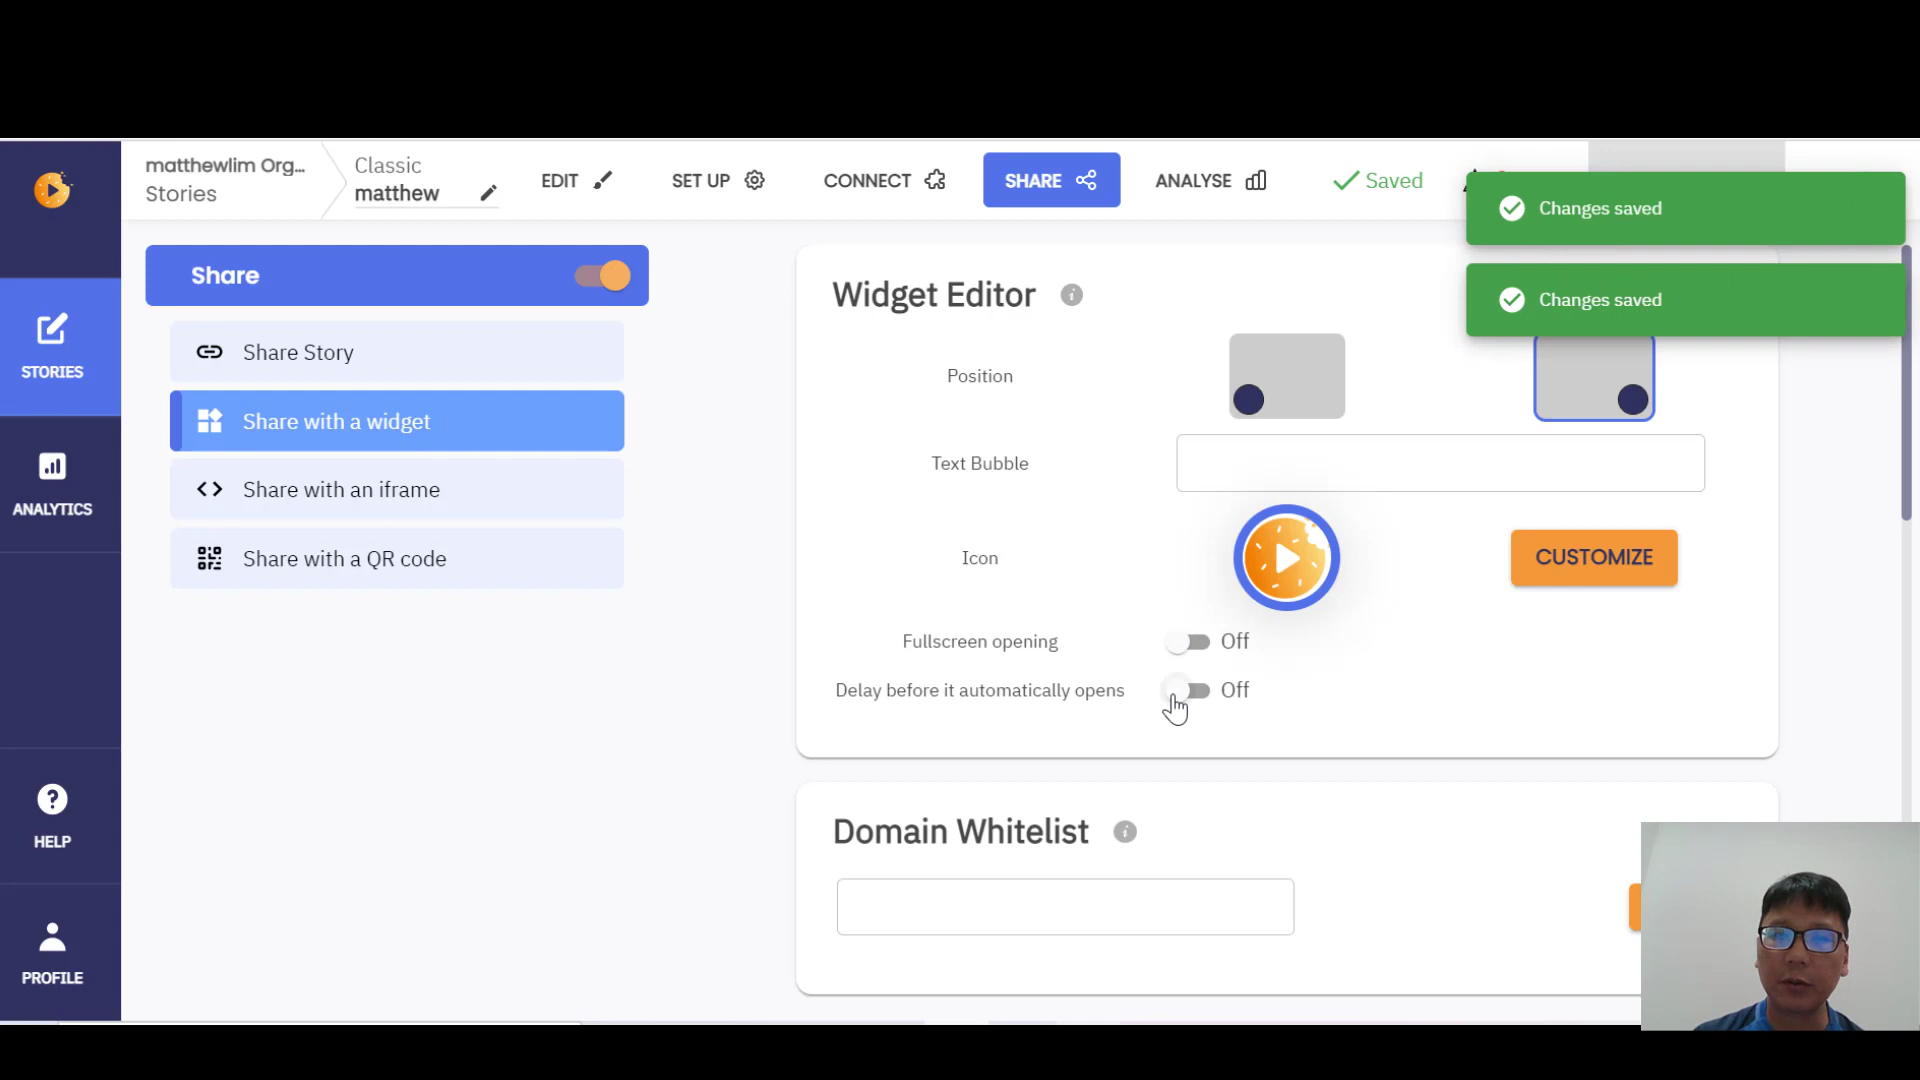 matthewlim Org...
Stories
Classic
matthew
EDIT
SET UP
CONNECT
SHARE
ANALYSE
Saved
Changes saved
Changes saved
Share
Share Story
Share with a widget
Share with an iframe
Share with a QR code
STORIES
ANALYTICS
HELP
PROFILE
Widget Editor
Position
Text Bubble
Icon
CUSTOMIZE
Fullscreen opening
Off
Delay before it automatically opens
Off
Domain Whitelist